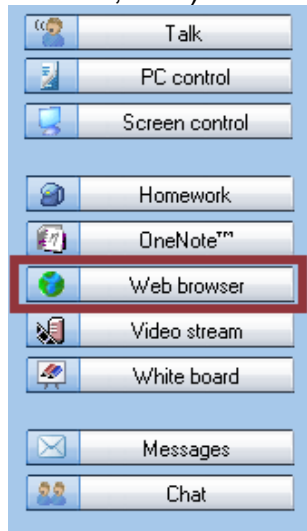 Talk
PC control
Screen control
Homework
OneNote™
Web browser
Video stream
White board
Messages
Chat